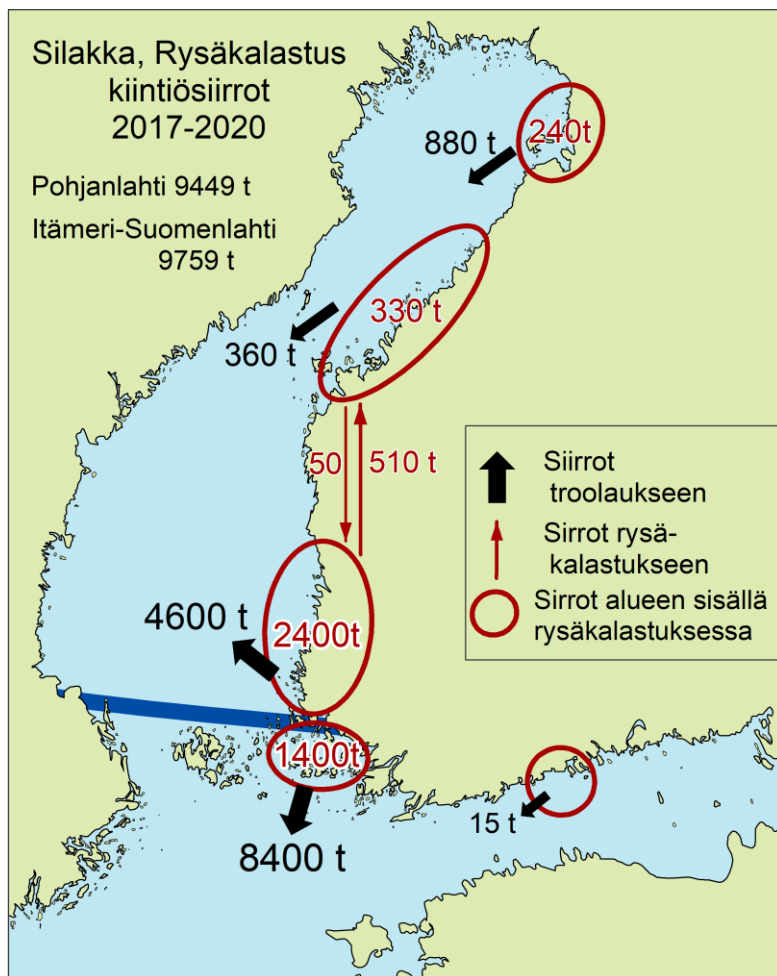 Silakka, Rysäkalastus
kiintiösiirrot
2017-2020
Pohjanlahti 9449 t
Itämeri-Suomenlahti
9759 t
880 t
240t
330 t
360 t
50
510 t
Siirrot
troolaukseen
Sirrot rysä-
kalastukseen
Sirrot alueen sisällä
rysäkalastuksessa
4600 t
2400t
1400t
15 t
8400 t